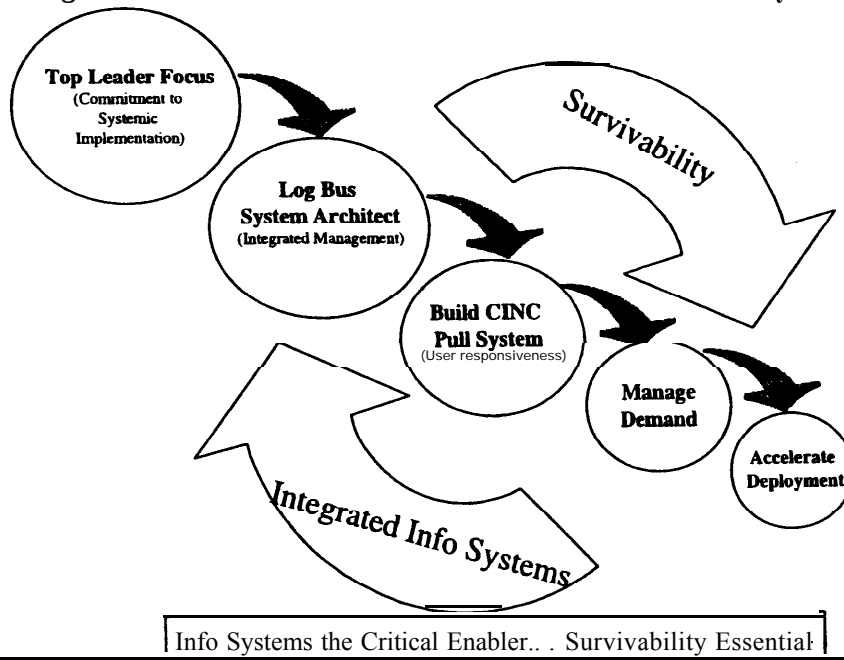 Top Leader Focus
(Commitment to
Systemic
Implementation)
Survivability
Log Bus
System Architect
(Integrated Management)
Build CINC
Pull System
(User responsiveness)
Manage
Demand
Accelerate
Deployment
Integrated Info Systems
Info Systems the Critical Enabler.. . Survivability Essential